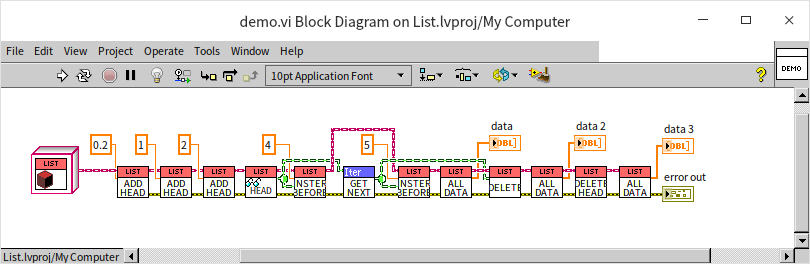 demo.vi Block Diagram on List.lvproj/My Computer
File Edit View Project Operate Tools Window Help
10pt Application Font
?
DEMO
data
data 2
data 3
DBL]
DBL]
DBL]
0.2
1
2
4
5
LIST
LIST ADD HEAD
LIST ADD HEAD
LIST ADD HEAD
LIST HEAD
LIST NSTER BEFORE
Iter GET NEXT
LIST NSTER BEFORE
LIST ALL DATA
LIST DELETE
LIST ALL DATA
LIST DELETE HEAD
LIST ALL DATA
error out
List.lvproj/My Computer